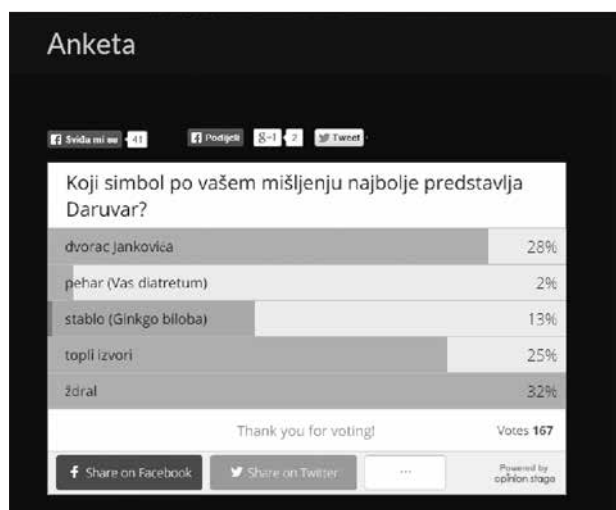 Anketa
Sviđa mi se 41 Podijeli g+1 2 Tweet
Koji simbol po vašem mišljenju najbolje predstavlja
Daruvar?
dvorac Jankovića 28%
pehar (Vas diatretum) 2%
stablo (Ginkgo biloba) 13%
topli izvori 25%
ždral 32%
Thank you for voting! Votes 167
Share on Facebook Share on Twitter ... Powered by
opinion stage